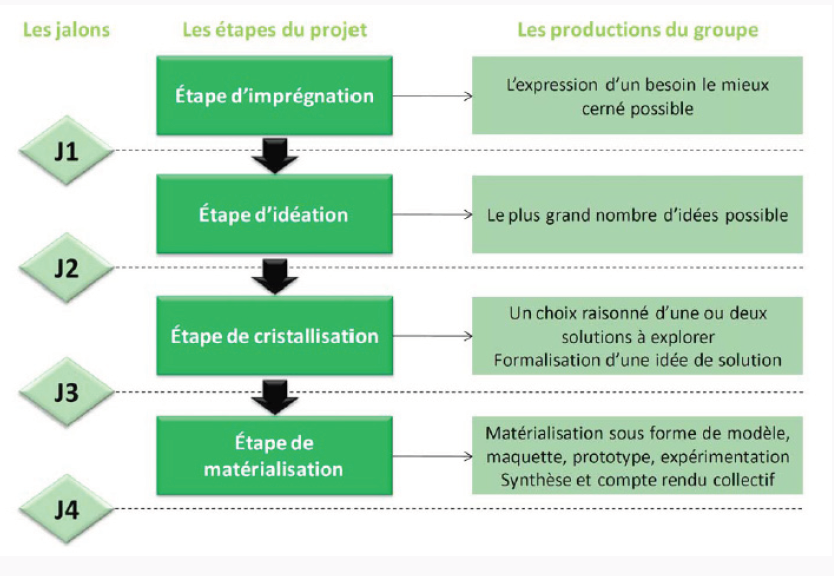 Les jalons
Les étapes du projet
Les productions du groupe
Étape d'imprégnation
L'expression d'un besoin le mieux
cerné possible
J1
Étape d'idéation
Le plus grand nombre d'idées possible
J2
Étape de cristallisation
Un choix raisonné d'une ou deux
solutions à explorer
Formalisation d'une idée de solution
J3
Étape de
matérialisation
Matérialisation sous forme de modèle,
maquette, prototype, expérimentation
Synthèse et compte rendu collectif
J4